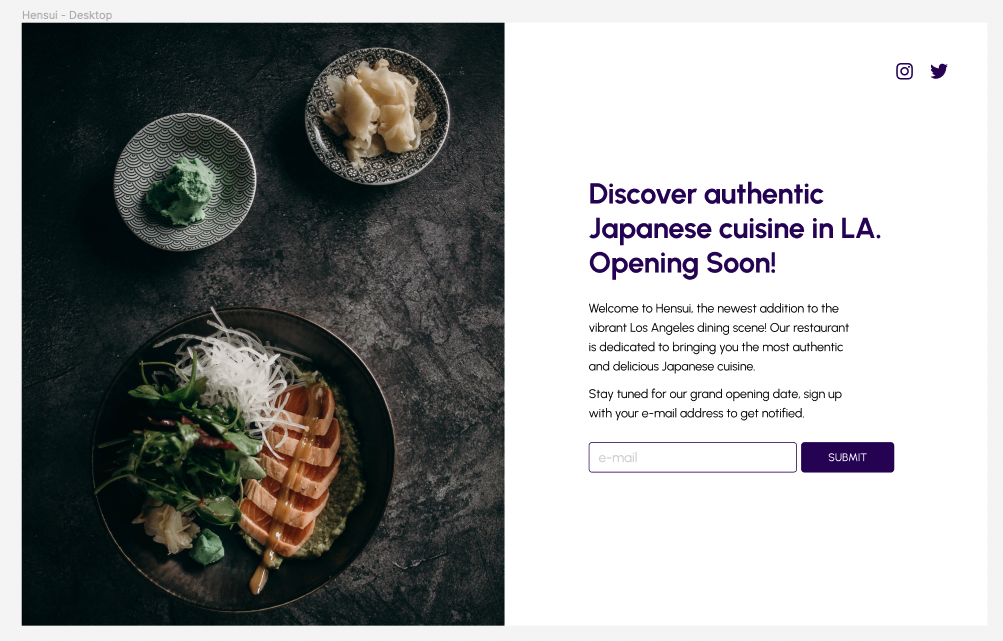 Hensui - Desktop
Discover authentic
Japanese cuisine in LA.
Opening Soon!
Welcome to Hensui, the newest addition to the
vibrant Los Angeles dining scene! Our restaurant
is dedicated to bringing you the most authentic
and delicious Japanese cuisine.
Stay tuned for our grand opening date, sign up
with your e-mail address to get notified.
e-mail
SUBMIT